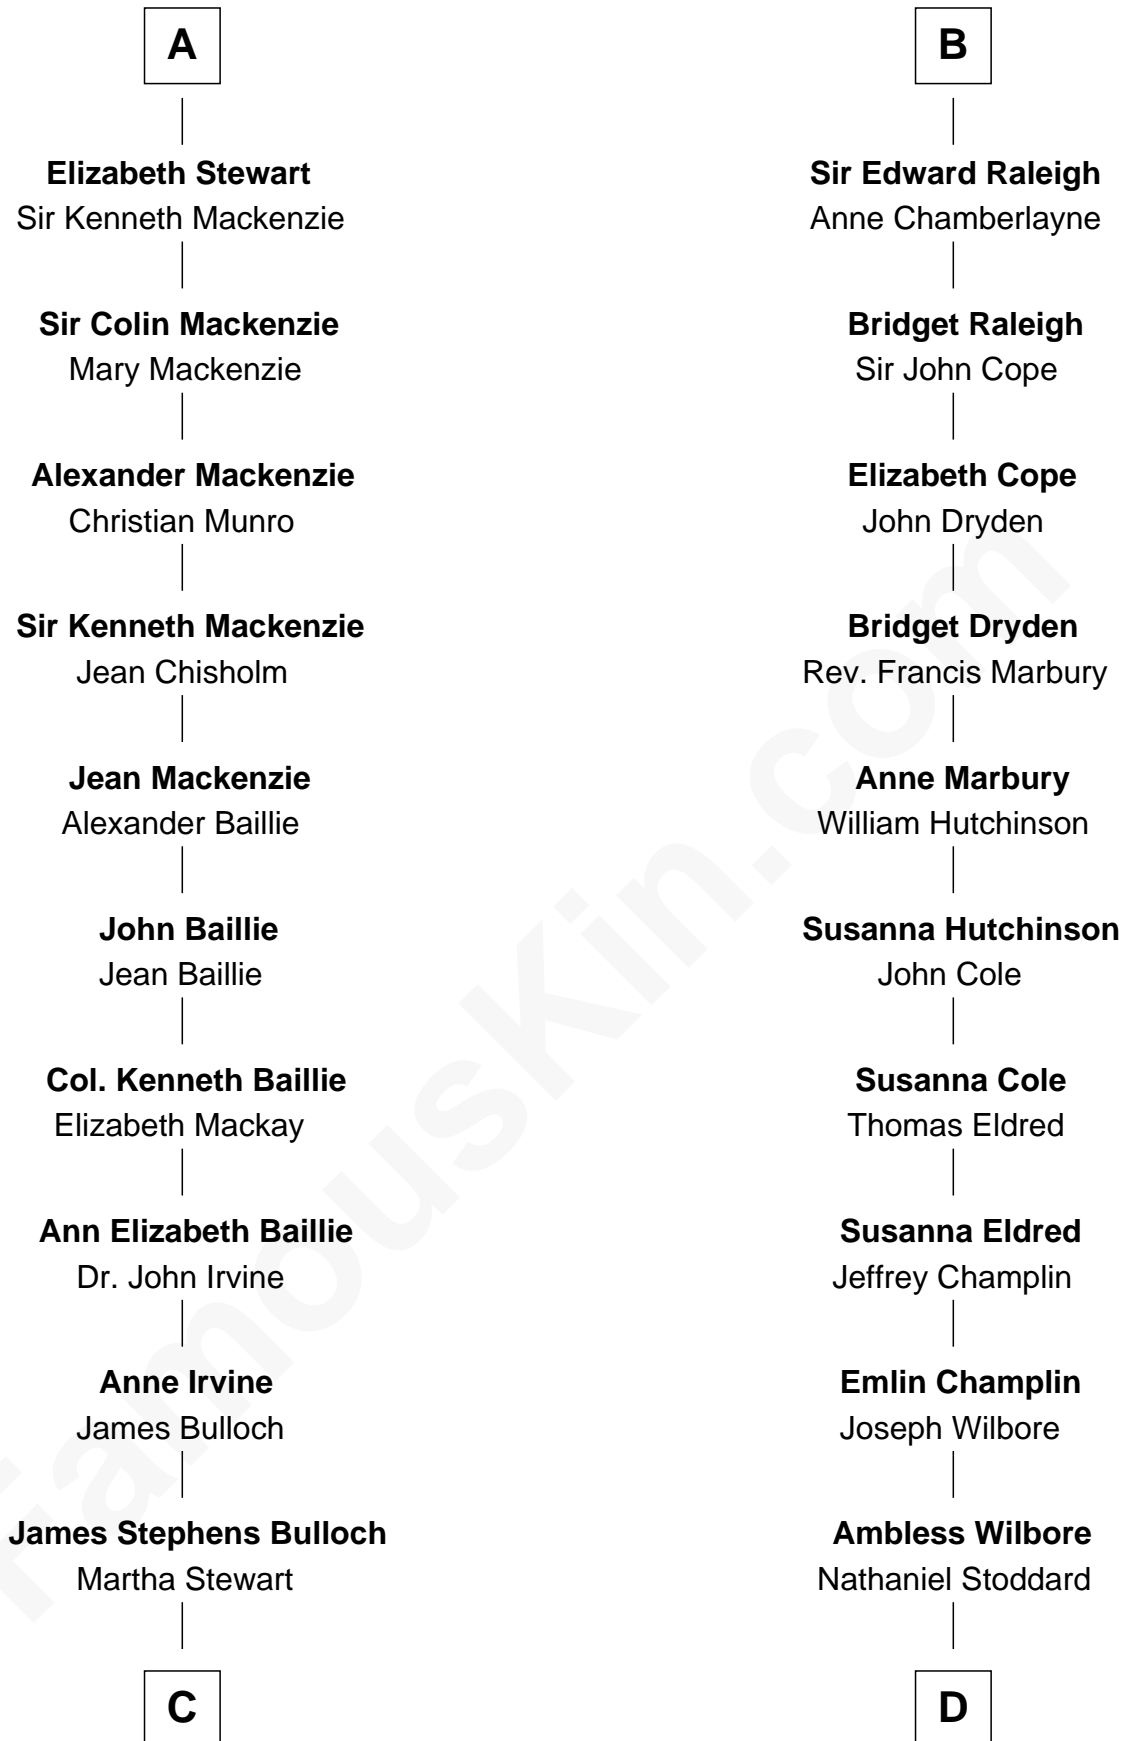 A
Elizabeth Stewart
Sir Kenneth Mackenzie
Sir Colin Mackenzie
Mary Mackenzie
Alexander Mackenzie
Christian Munro
Sir Kenneth Mackenzie
Jean Chisholm
Jean Mackenzie
Alexander Baillie
John Baillie
Jean Baillie
Col. Kenneth Baillie
Elizabeth Mackay
Ann Elizabeth Baillie
Dr. John Irvine
Anne Irvine
James Bulloch
James Stephens Bulloch
Martha Stewart
C
B
Sir Edward Raleigh
Anne Chamberlayne
Bridget Raleigh
Sir John Cope
Elizabeth Cope
John Dryden
Bridget Dryden
Rev. Francis Marbury
Anne Marbury
William Hutchinson
Susanna Hutchinson
John Cole
Susanna Cole
Thomas Eldred
Susanna Eldred
Jeffrey Champlin
Emlin Champlin
Joseph Wilbore
Ambless Wilbore
Nathaniel Stoddard
D
FamousKin.com